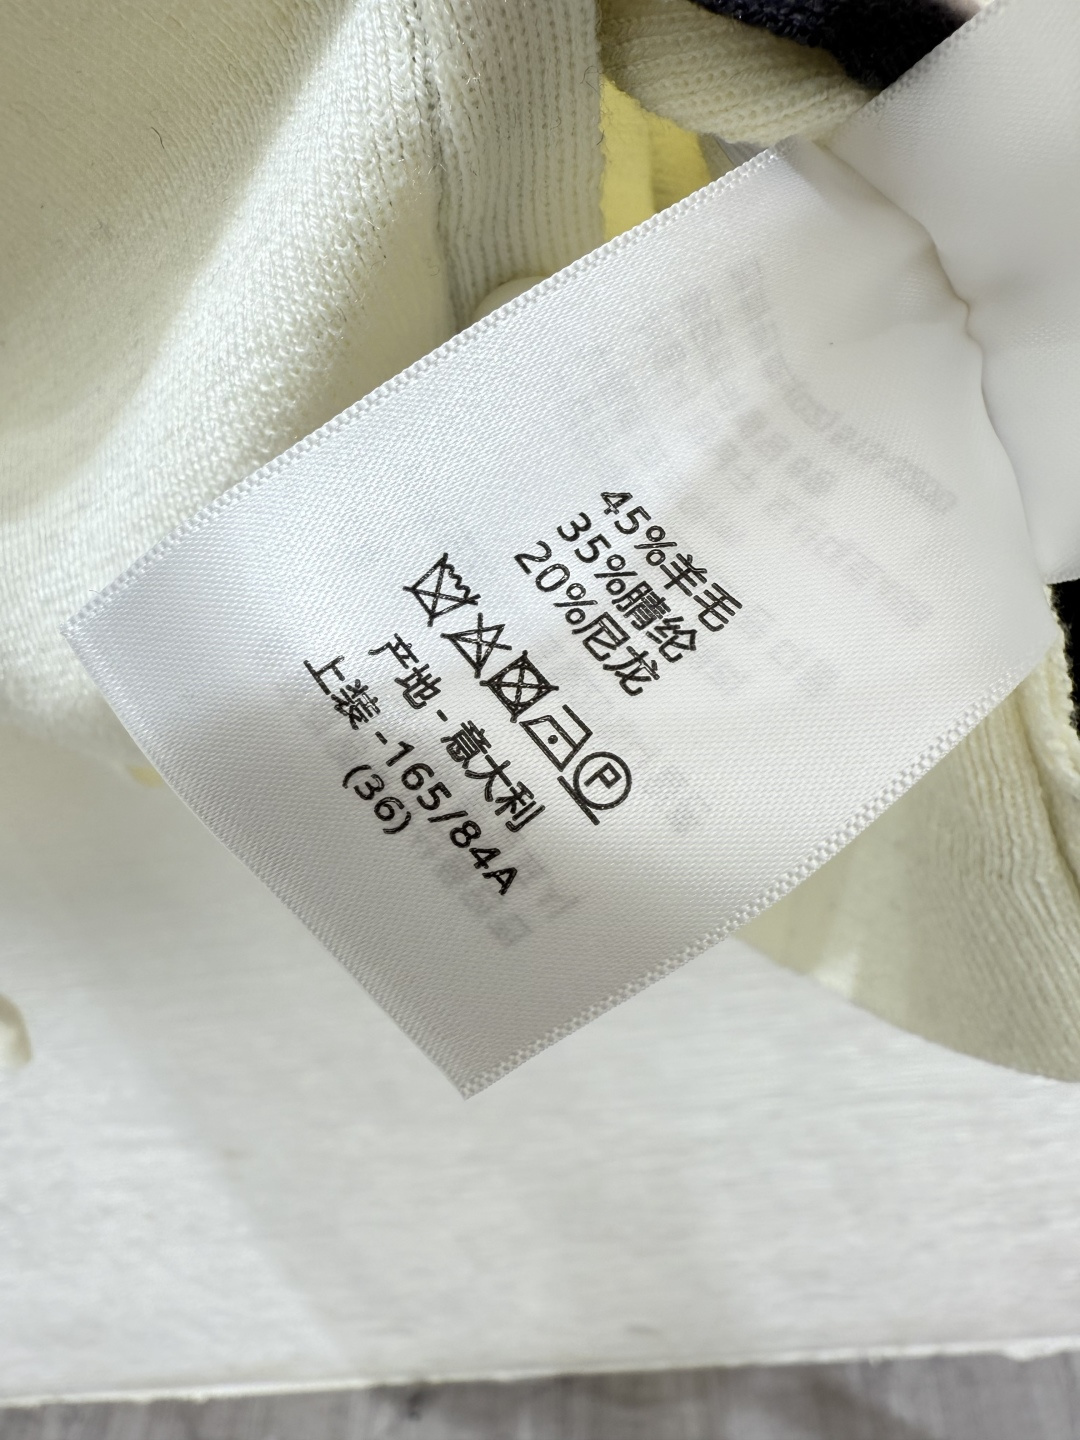 45%羊毛
35%腈纶
20%尼龙
P
产地 - 意大利
上装 -165/84A
(36)